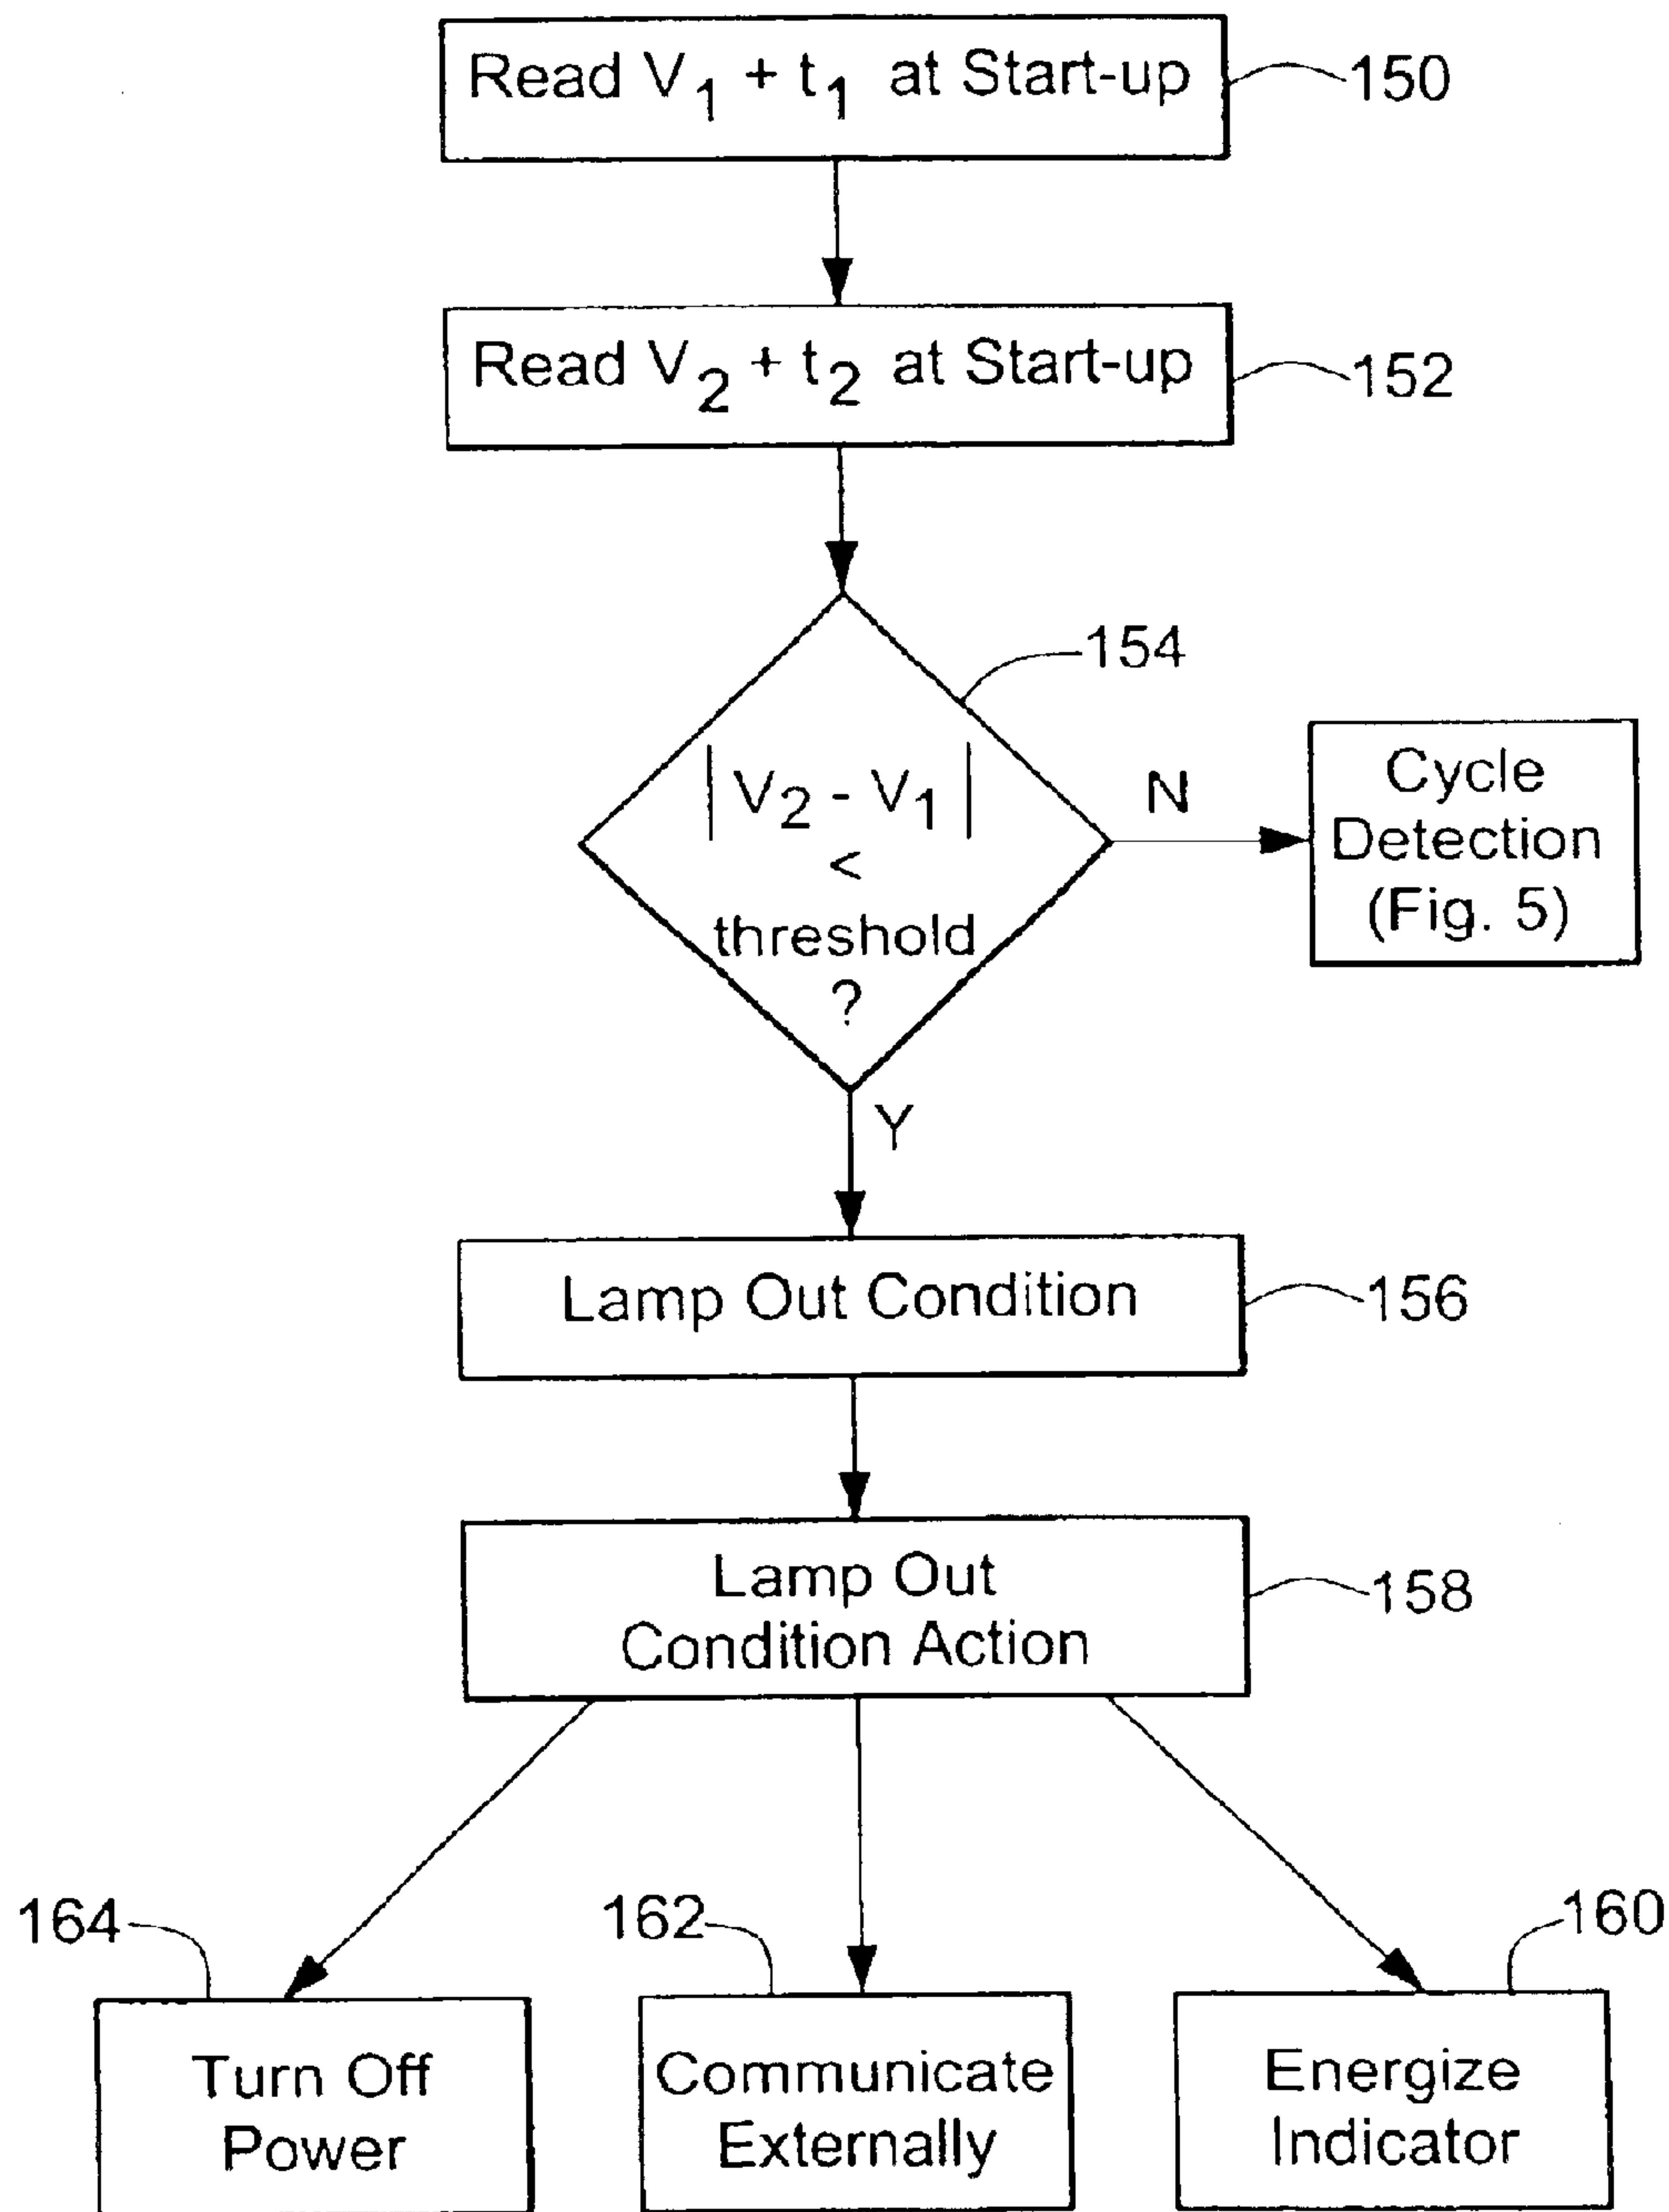 Read V1 + t1 at Start-up
150
Read V2 + t2 at Start-up
152
154
| V2 - V1 |
<
threshold
?
N
Cycle
Detection
(Fig. 5)
Y
Lamp Out Condition
156
Lamp Out
Condition Action
158
164
162
160
Turn Off
Power
Communicate
Externally
Energize
Indicator